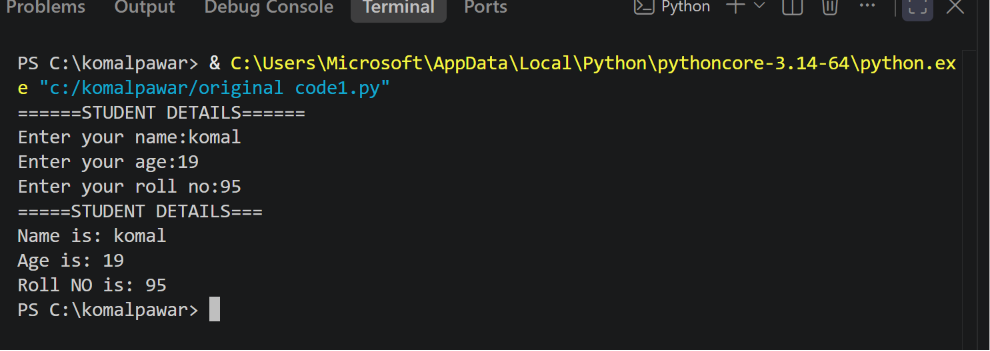 Problems Output Debug Console Terminal Ports Python
PS C:\komalpawar> & C:\Users\Microsoft\AppData\Local\Python\pythoncore-3.14-64\python.ex
e "c:/komalpawar/original code1.py"
======STUDENT DETAILS======
Enter your name:komal
Enter your age:19
Enter your roll no:95
=====STUDENT DETAILS===
Name is: komal
Age is: 19
Roll NO is: 95
PS C:\komalpawar>